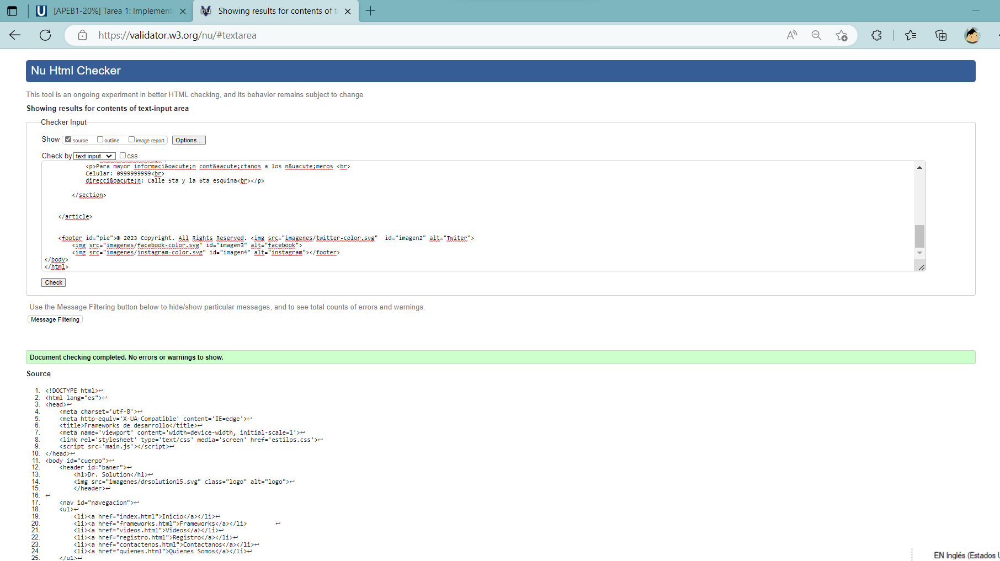 [APEB1-20%] Tarea 1: Implement
Showing results for contents of t
https://validator.w3.org/nu/#textarea
Nu Html Checker
This tool is an ongoing experiment in better HTML checking, and its behavior remains subject to change
Showing results for contents of text-input area
Checker Input
Show source outline image report Options...
Check by text input css
<p>Para mayor informaci&oacute;n cont&aacute;ctanos a los n&uacute;meros <br>
Celular: 0999999999<br>
direcci&oacute;n: Calle 5ta y la 6ta esquina<br></p>
</section>
</article>
<footer id="pie">© 2023 Copyright. All Rights Reserved. <img src="imagenes/twitter-color.svg"  id="imagen2" alt="Twiter">
<img src="imagenes/facebook-color.svg" id="imagen3" alt="facebook">
<img src="imagenes/instagram-color.svg" id="imagen4" alt="instagram"></footer>
</body>
</html>
Check
Use the Message Filtering button below to hide/show particular messages, and to see total counts of errors and warnings.
Message Filtering
Document checking completed. No errors or warnings to show.
Source
1. <!DOCTYPE html>↩
2. <html lang="es">↩
3. <head>↩
4. <meta charset='utf-8'>↩
5. <meta http-equiv='X-UA-Compatible' content='IE=edge'>↩
6. <title>Frameworks de desarrollo</title>↩
7. <meta name='viewport' content='width=device-width, initial-scale=1'>↩
8. <link rel='stylesheet' type='text/css' media='screen' href='estilos.css'>↩
9. <script src='main.js'></script>↩
10. </head>↩
11. <body id="cuerpo">↩
12. <header id="baner">↩
13. <h1>Dr. Solution</h1>↩
14. <img src="imagenes/drsolution15.svg" class="logo" alt="logo">↩
15. </header>↩
16. ↩
17. <nav id="navegacion">↩
18. <ul>↩
19. <li><a href="index.html">Inicio</a></li>↩
20. <li><a href="frameworks.html">Frameworks</a></li> ↩
21. <li><a href="videos.html">Videos</a></li>↩
22. <li><a href="registro.html">Registro</a></li>↩
23. <li><a href="contactenos.html">Contactanos</a></li>↩
24. <li><a href="quienes.html">Quienes Somos</a></li>↩
25. </ul>↩
EN Inglés (Estados U